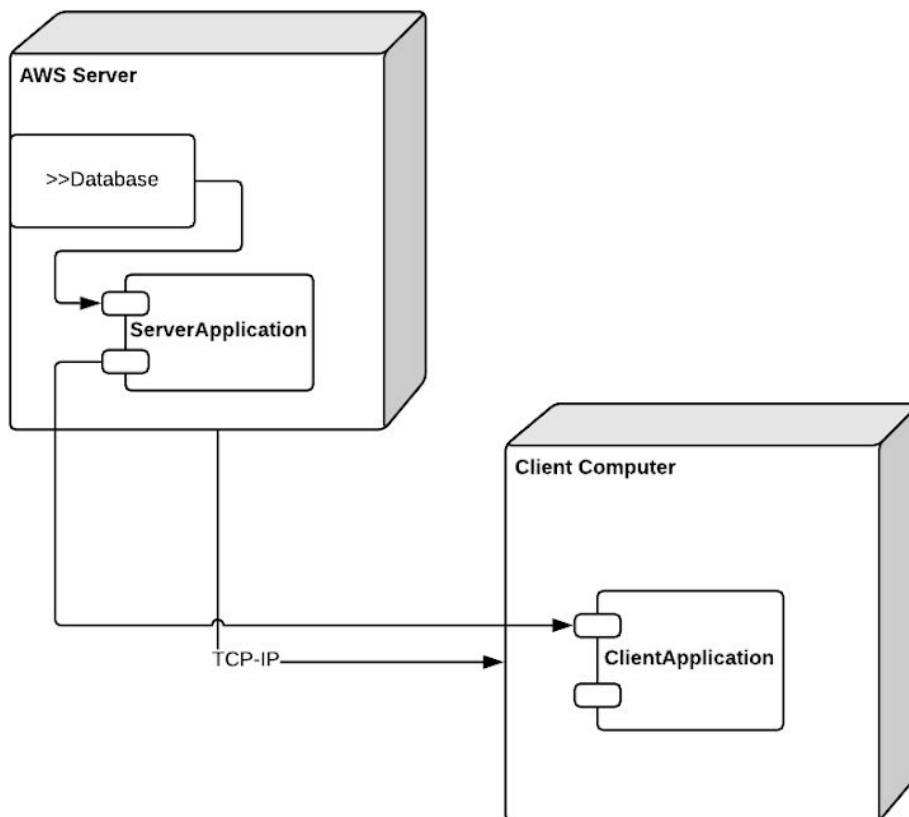 AWS Server
>>Database
ServerApplication
Client Computer
ClientApplication
TCP-IP